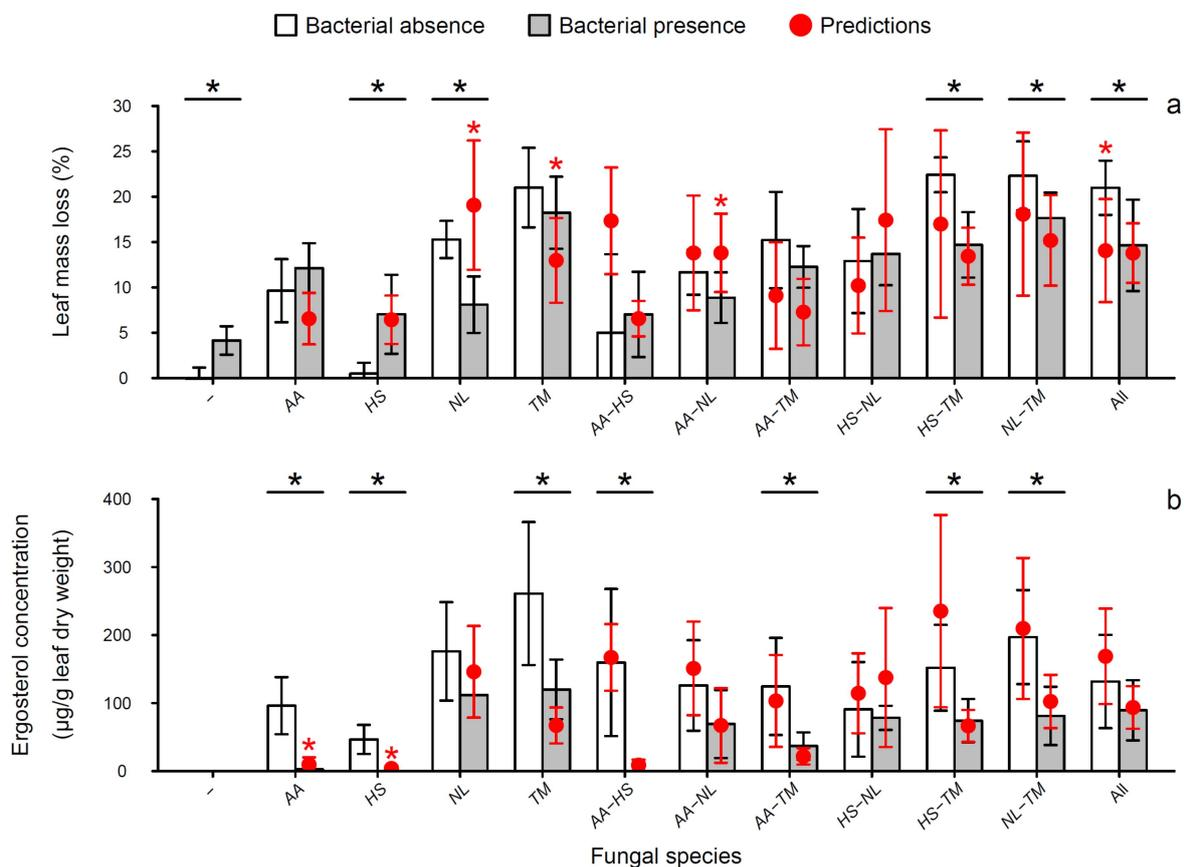 Bacterial absence Bacterial presence Predictions
* * * * * *
a
Leaf mass loss (%)
30
25
20
15
10
5
0
* * * *
– AA HS NL TM AA–HS AA–NL AA–TM HS–NL HS–TM NL–TM All
* * * * * * *
b
Ergosterol concentration
(µg/g leaf dry weight)
400
300
200
100
0
* *
– AA HS NL TM AA–HS AA–NL AA–TM HS–NL HS–TM NL–TM All
Fungal species